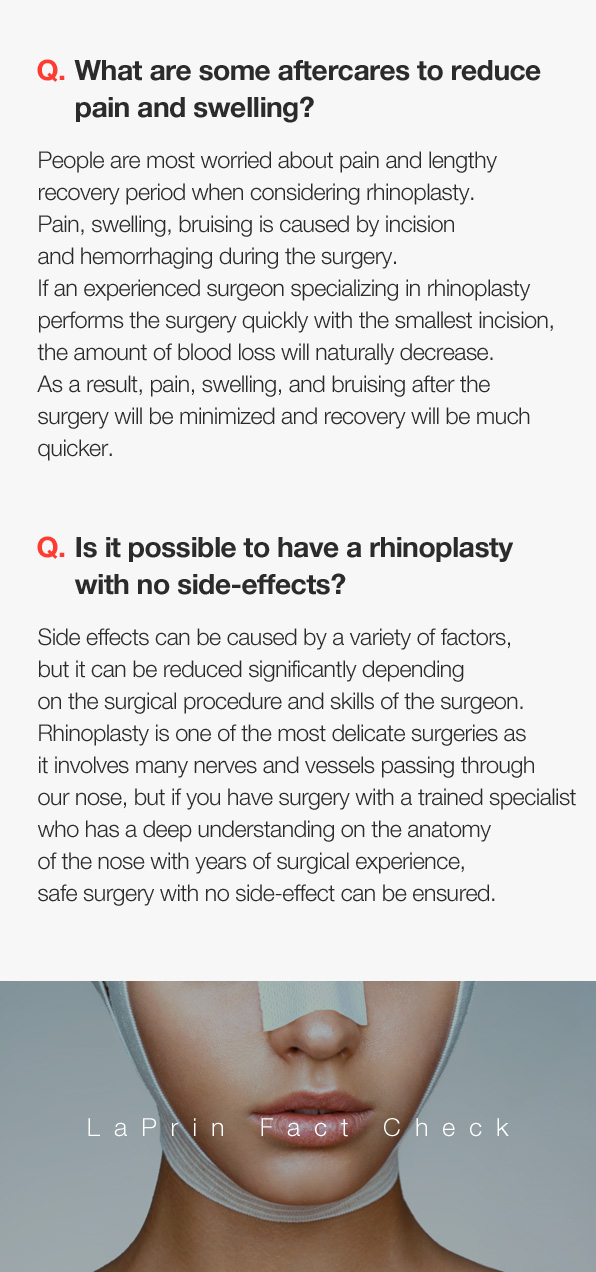 Q. What are some aftercares to reduce
pain and swelling?
People are most worried about pain and lengthy
recovery period when considering rhinoplasty.
Pain, swelling, bruising is caused by incision
and hemorrhaging during the surgery.
If an experienced surgeon specializing in rhinoplasty
performs the surgery quickly with the smallest incision,
the amount of blood loss will naturally decrease.
As a result, pain, swelling, and bruising after the
surgery will be minimized and recovery will be much
quicker.
Q. Is it possible to have a rhinoplasty
with no side-effects?
Side effects can be caused by a variety of factors,
but it can be reduced significantly depending
on the surgical procedure and skills of the surgeon.
Rhinoplasty is one of the most delicate surgeries as
it involves many nerves and vessels passing through
our nose, but if you have surgery with a trained specialist
who has a deep understanding on the anatomy
of the nose with years of surgical experience,
safe surgery with no side-effect can be ensured.
LaPrin Fact Check